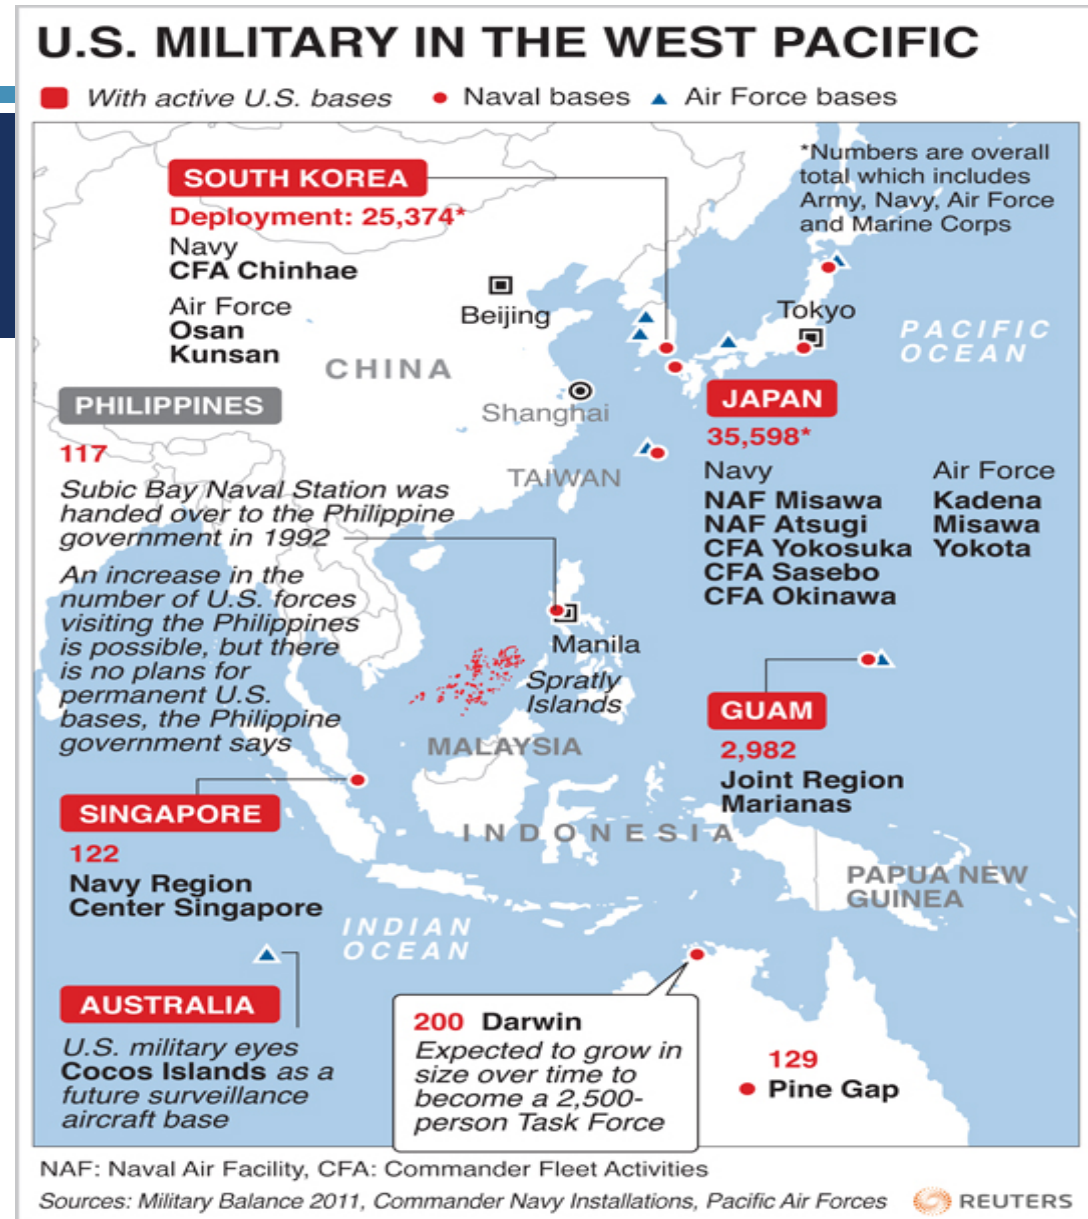 U.S. MILITARY IN THE WEST PACIFIC
With active U.S. bases
Naval bases
Air Force bases
*Numbers are overall
total which includes
Army, Navy, Air Force
and Marine Corps
SOUTH KOREA
Deployment: 25,374*
Navy
CFA Chinhae
Air Force
Osan
Kunsan
Beijing
Tokyo
PACIFIC
OCEAN
CHINA
Shanghai
TAIWAN
PHILIPPINES
117
Subic Bay Naval Station was
handed over to the Philippine
government in 1992
An increase in the
number of U.S. forces
visiting the Philippines
is possible, but there
is no plans for
permanent U.S.
bases, the Philippine
government says
JAPAN
35,598*
Navy
NAF Misawa
NAF Atsugi
CFA Yokosuka
CFA Sasebo
CFA Okinawa
Air Force
Kadena
Misawa
Yokota
Manila
Spratly
Islands
MALAYSIA
GUAM
2,982
Joint Region
Marianas
SINGAPORE
122
Navy Region
Center Singapore
INDONESIA
PAPUA NEW
GUINEA
INDIAN
OCEAN
AUSTRALIA
U.S. military eyes
Cocos Islands as a
future surveillance
aircraft base
200 Darwin
Expected to grow in
size over time to
become a 2,500-
person Task Force
129
Pine Gap
NAF: Naval Air Facility, CFA: Commander Fleet Activities
Sources: Military Balance 2011, Commander Navy Installations, Pacific Air Forces
REUTERS